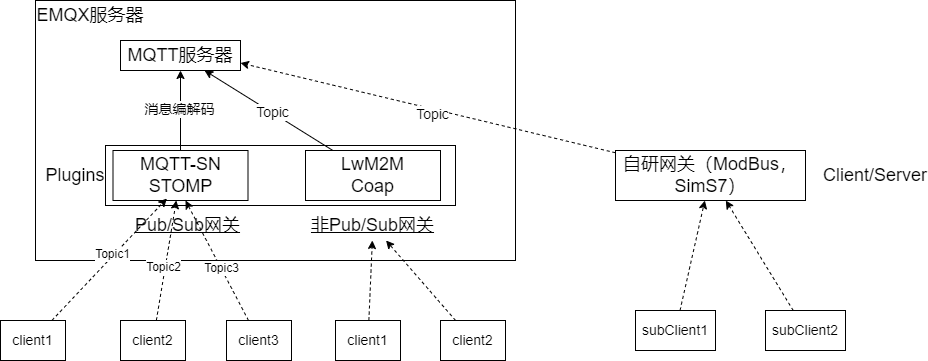 EMQX服务器
MQTT服务器
消息编解码
Topic
Topic
Plugins
MQTT-SN
STOMP
LwM2M
Coap
自研网关（ModBus，
SimS7）
Client/Server
Pub/Sub网关
非Pub/Sub网关
Topic1
Topic2
Topic3
client1
client2
client3
client1
client2
subClient1
subClient2